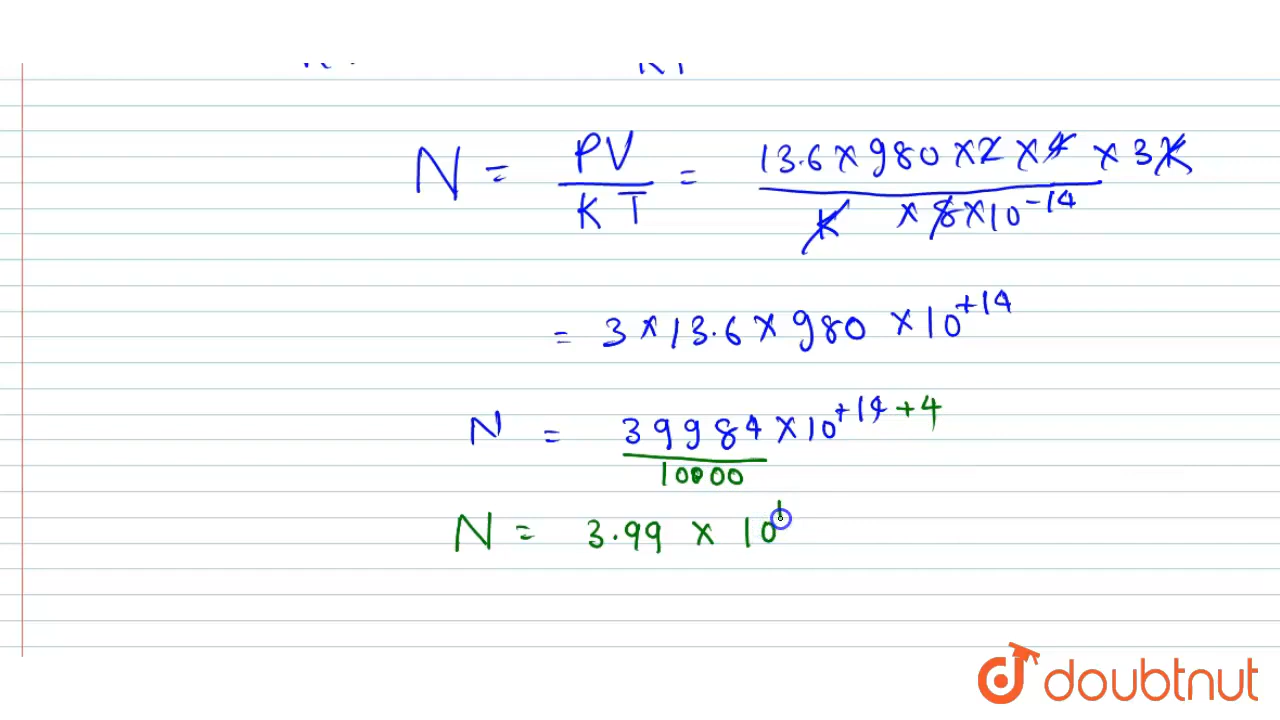 N = PV / KT = 13.6 × 980 × 2 × 4 × 3K / K × 8 × 10^-14
= 3 × 13.6 × 980 × 10^+14
N = 39984 / 10000 × 10^+14+4
N = 3.99 × 10^1
doubtnut